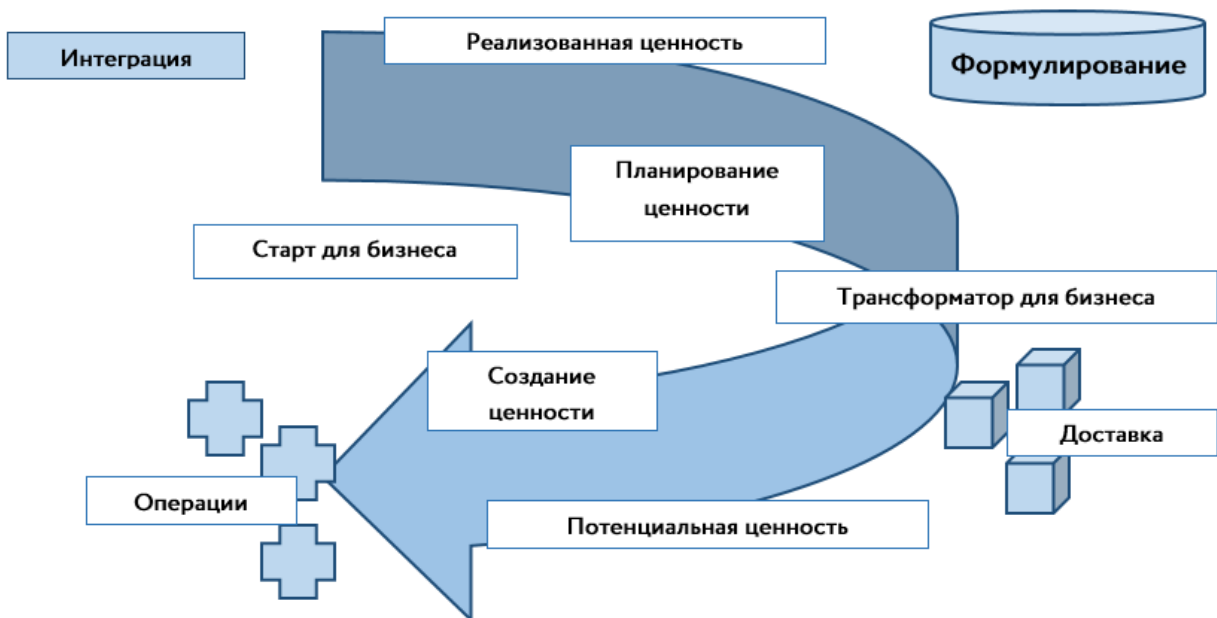 Реализованная ценность
Интеграция
Формулирование
Планирование
ценности
Старт для бизнеса
Трансформатор для бизнеса
Создание
ценности
Доставка
Операции
Потенциальная ценность